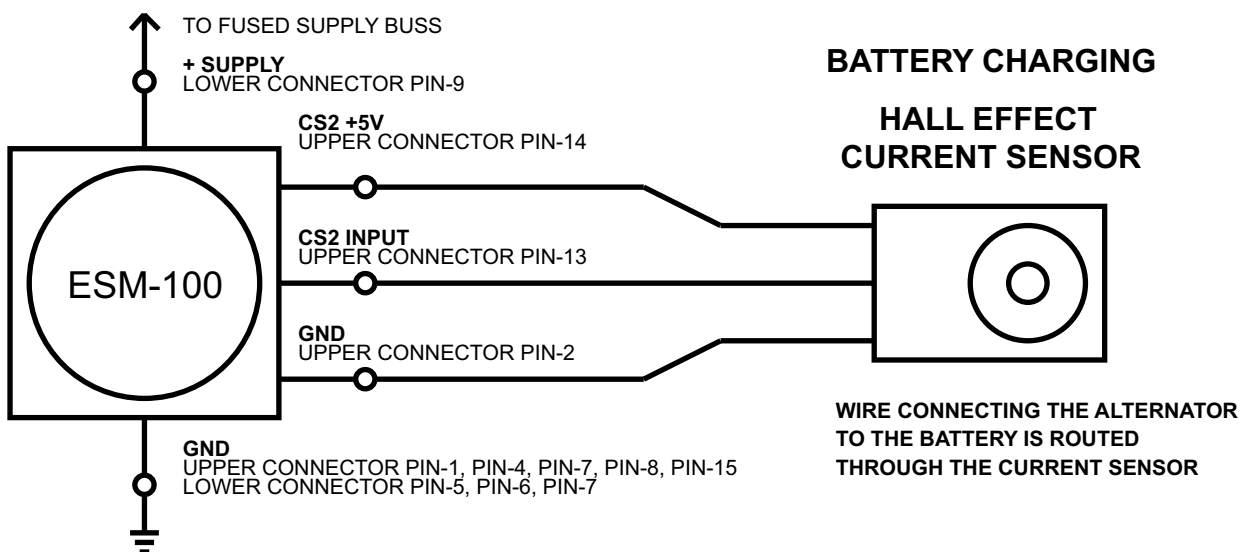 TO FUSED SUPPLY BUSS
+ SUPPLY
LOWER CONNECTOR PIN-9
BATTERY CHARGING
HALL EFFECT
CURRENT SENSOR
CS2 +5V
UPPER CONNECTOR PIN-14
CS2 INPUT
UPPER CONNECTOR PIN-13
ESM-100
GND
UPPER CONNECTOR PIN-2
WIRE CONNECTING THE ALTERNATOR
TO THE BATTERY IS ROUTED
THROUGH THE CURRENT SENSOR
GND
UPPER CONNECTOR PIN-1, PIN-4, PIN-7, PIN-8, PIN-15
LOWER CONNECTOR PIN-5, PIN-6, PIN-7